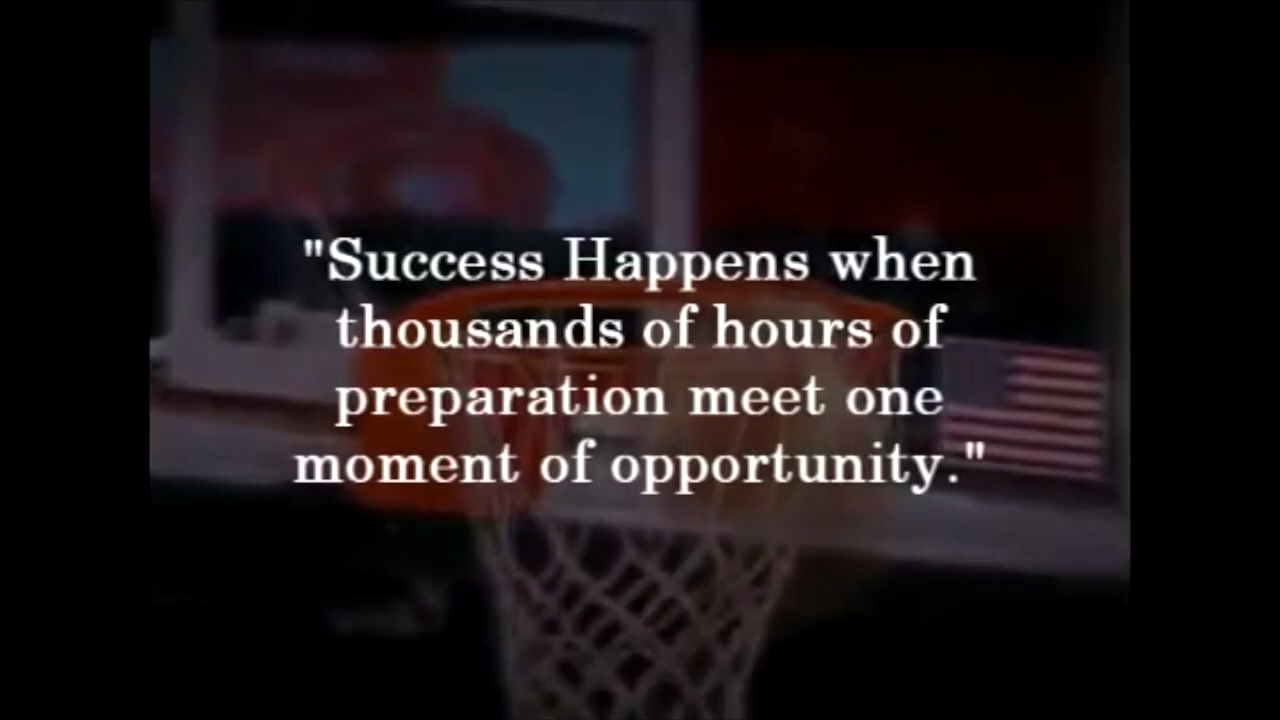 "Success Happens when
thousands of hours of
preparation meet one
moment of opportunity."